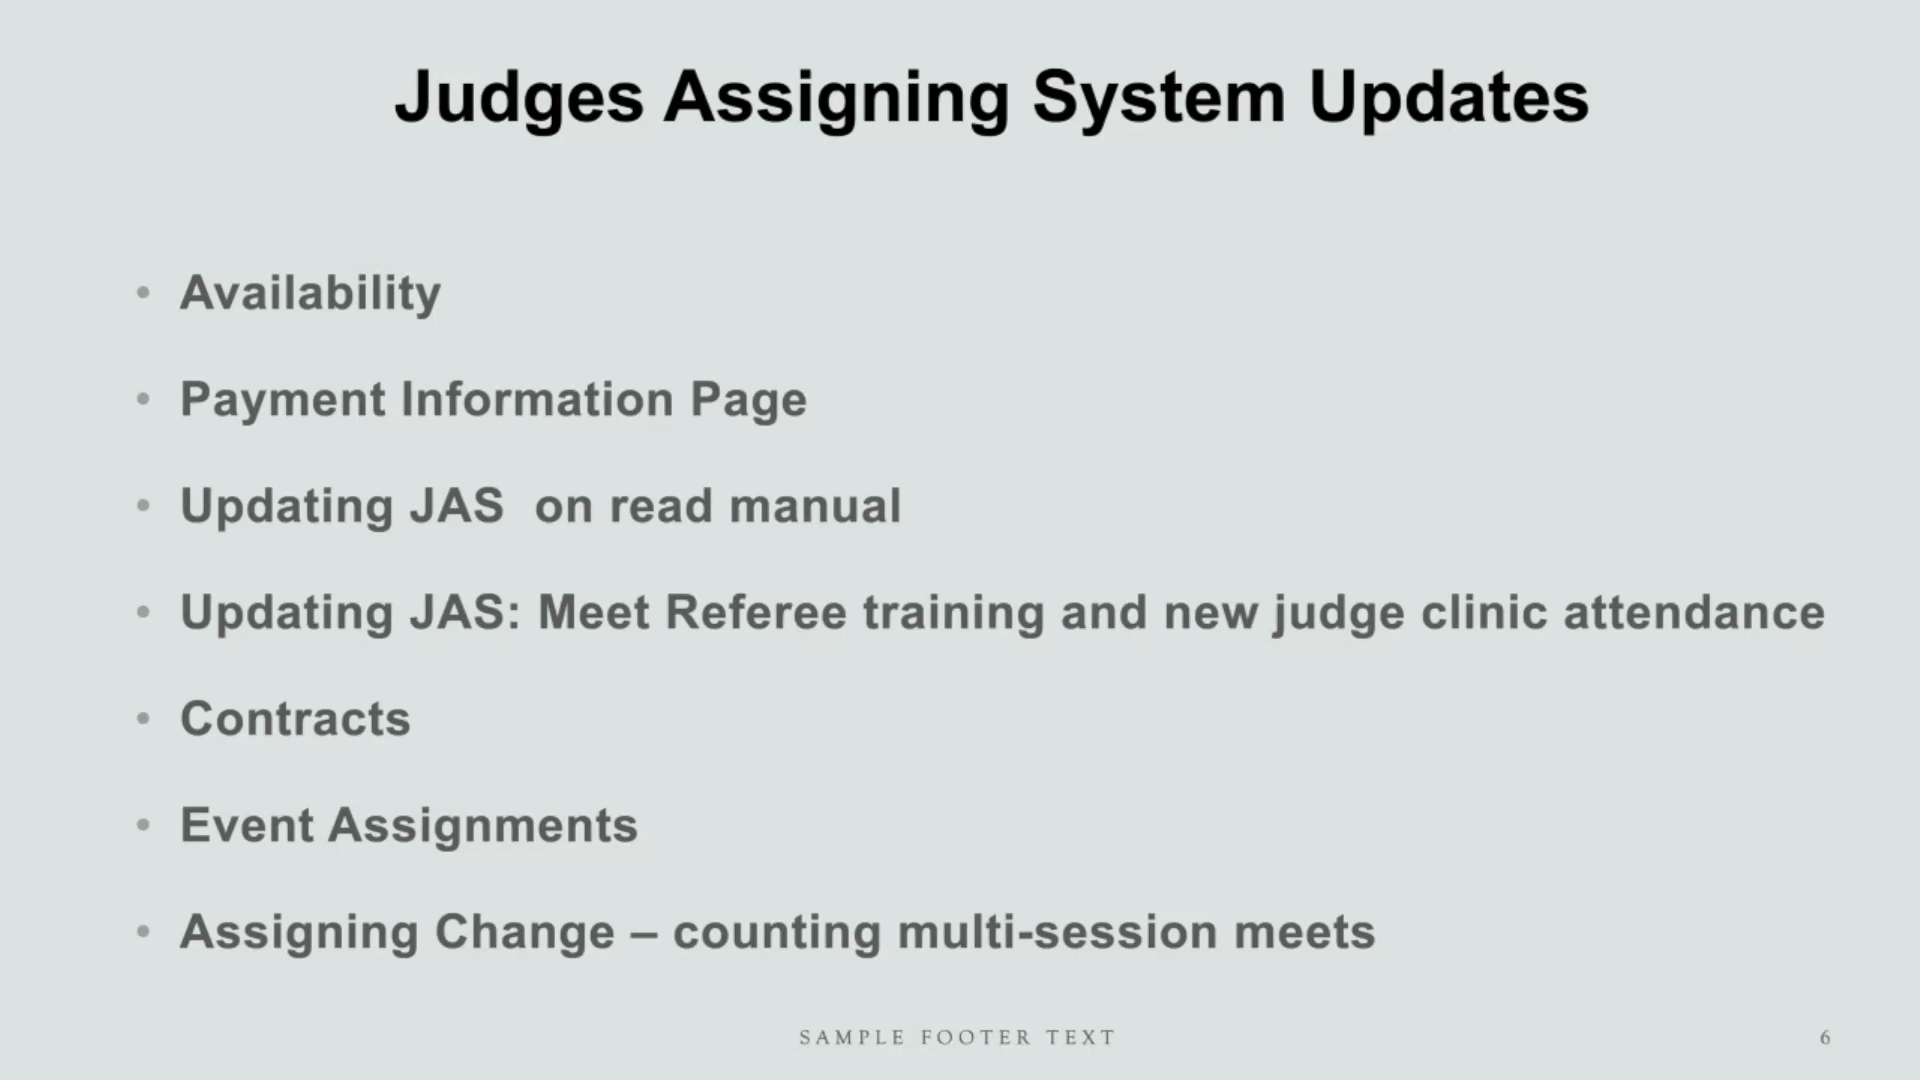 Judges Assigning System Updates
• Availability
• Payment Information Page
• Updating JAS  on read manual
• Updating JAS: Meet Referee training and new judge clinic attendance
• Contracts
• Event Assignments
• Assigning Change – counting multi-session meets
SAMPLE FOOTER TEXT
6